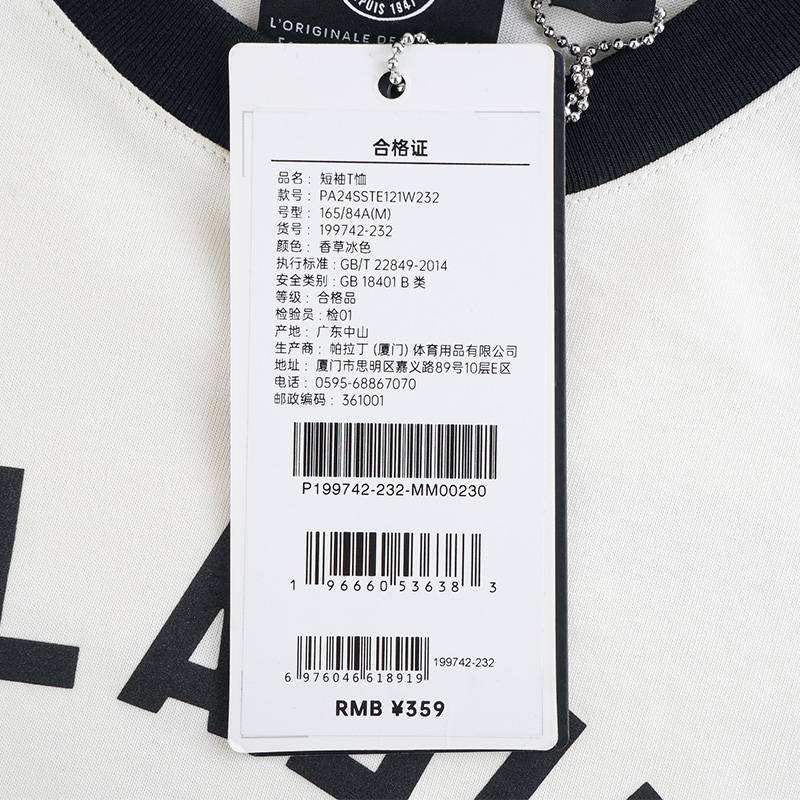 DEPUIS 1947
L'ORIGINALE DE
合格证
品名: 短袖T恤
款号: PA24SSTE121W232
号型: 165/84A(M)
货号: 199742-232
颜色: 香草冰色
执行标准: GB/T 22849-2014
安全类别: GB 18401 B 类
等级: 合格品
检验员: 检01
产地: 广东中山
生产商: 帕拉丁 (厦门) 体育用品有限公司
地址: 厦门市思明区嘉义路89号10层E区
电话: 0595-68867070
邮政编码: 361001
P199742-232-MM00230
1 96660 53638 3
6 976046 618919
199742-232
RMB ¥359